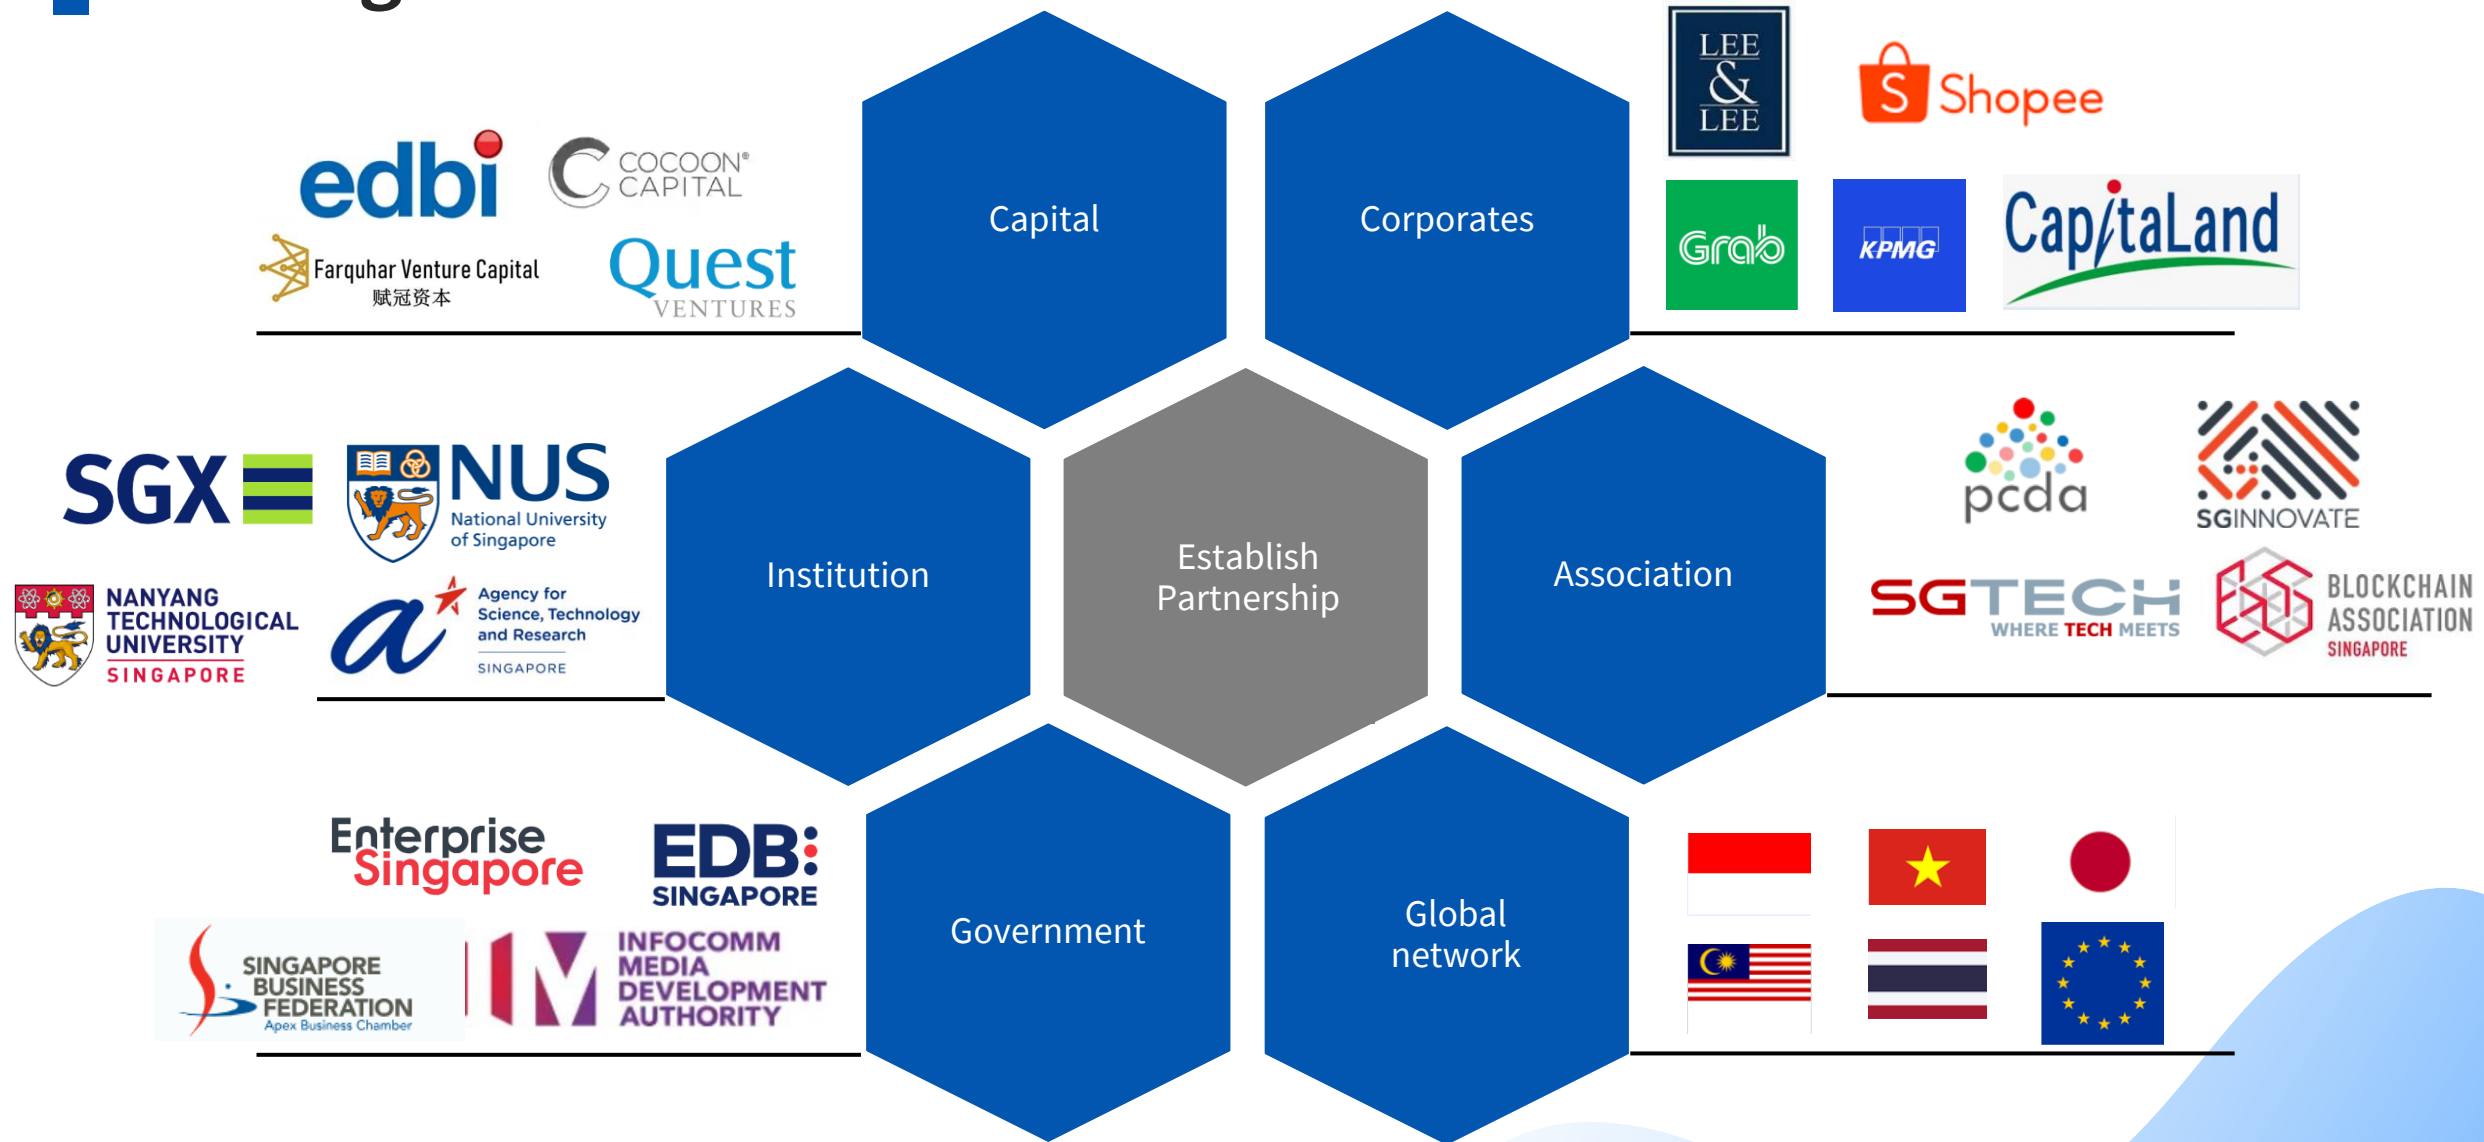 edbi
COCOON®
CAPITAL
Farquhar Venture Capital
赋冠资本
Quest
VENTURES
Capital
Corporates
LEE
&
LEE
S Shopee
Grab
KPMG
CapitaLand
SGX
NUS
National University
of Singapore
NANYANG
TECHNOLOGICAL
UNIVERSITY
SINGAPORE
a
Agency for
Science, Technology
and Research
SINGAPORE
Institution
Establish
Partnership
Association
pcda
SGINNOVATE
SGTECH
WHERE TECH MEETS
BLOCKCHAIN
ASSOCIATION
SINGAPORE
Enterprise
Singapore
EDB:
SINGAPORE
SINGAPORE
BUSINESS
FEDERATION
Apex Business Chamber
IM
INFOCOMM
MEDIA
DEVELOPMENT
AUTHORITY
Government
Global
network